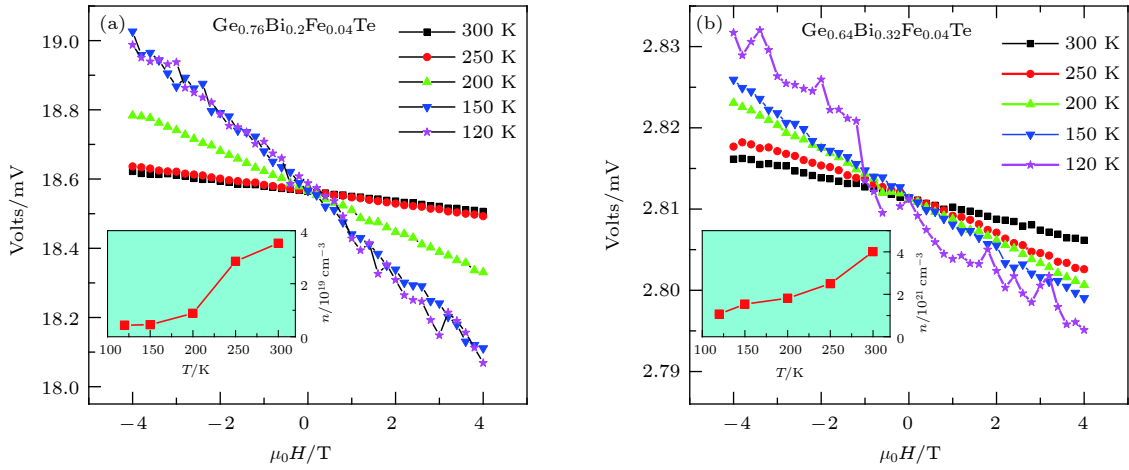 (a)
Ge0.76Bi0.2Fe0.04Te
300 K
250 K
200 K
150 K
120 K
19.0
18.8
18.6
18.4
18.2
18.0
Volts/mV
−4
−2
0
2
4
μ0H/T
4
3
2
1
0
n/10¹⁹ cm⁻³
100
150
200
250
300
T/K
(b)
Ge0.64Bi0.32Fe0.04Te
300 K
250 K
200 K
150 K
120 K
2.83
2.82
2.81
2.80
2.79
Volts/mV
−4
−2
0
2
4
μ0H/T
4
2
0
n/10²¹ cm⁻³
100
150
200
250
300
T/K